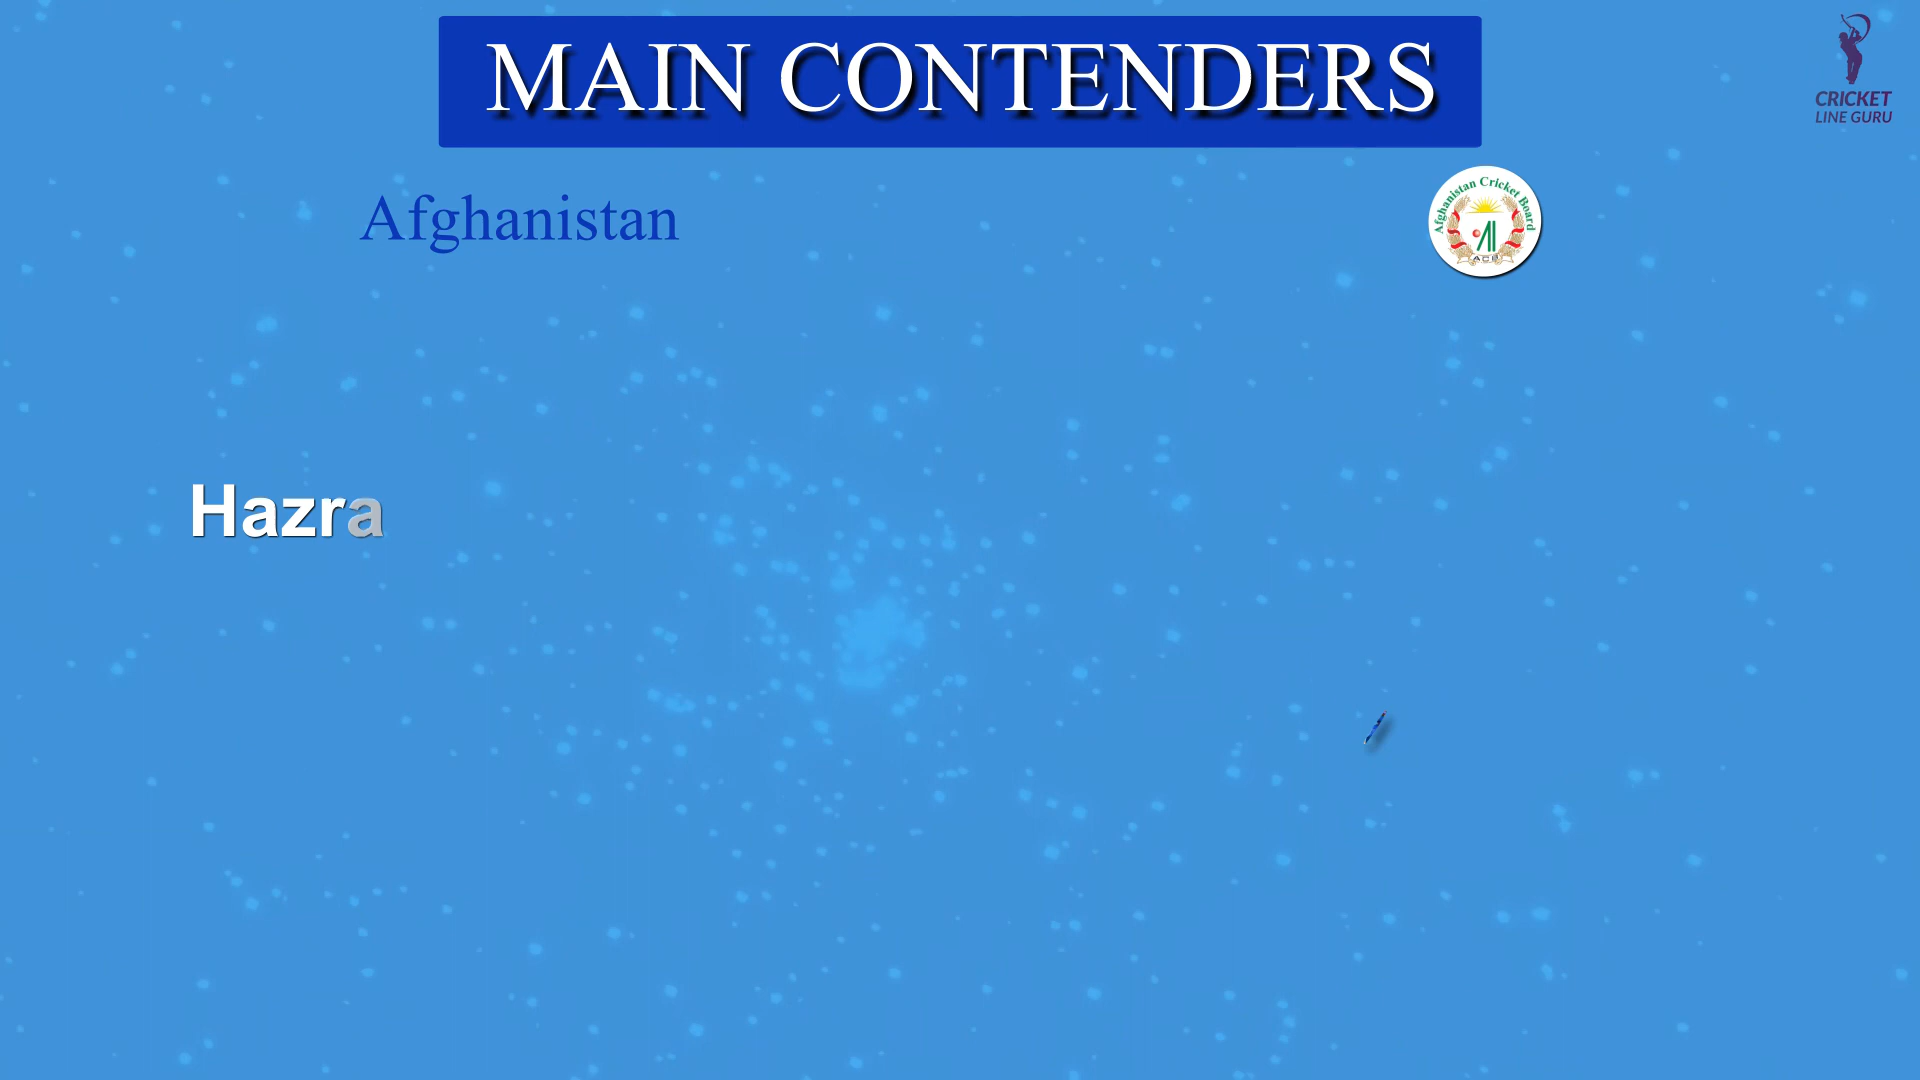 MAIN CONTENDERS
CRICKET
LINE GURU
Afghanistan
Afghanistan Cricket Board
ACB
Hazra